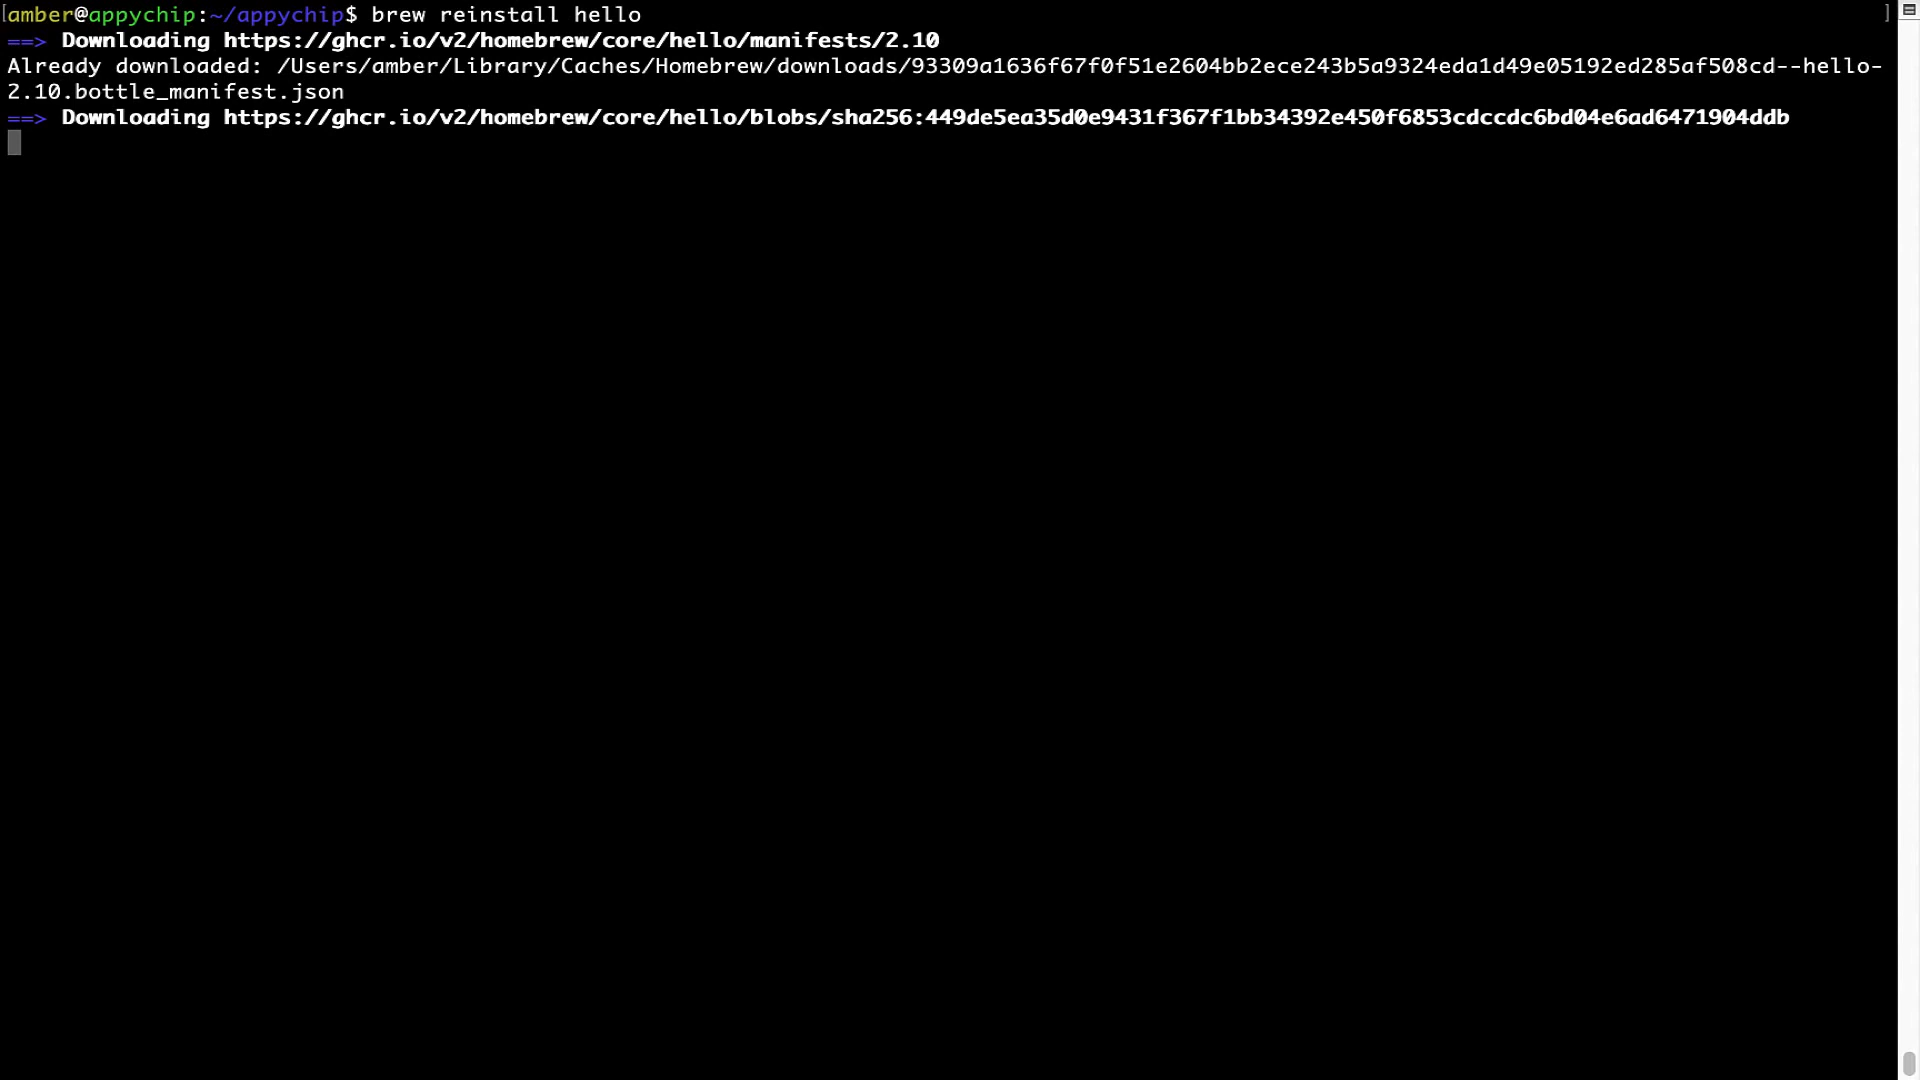 [amber@appychip:~/appychip$ brew reinstall hello ]
==> Downloading https://ghcr.io/v2/homebrew/core/hello/manifests/2.10
Already downloaded: /Users/amber/Library/Caches/Homebrew/downloads/93309a1636f67f0f51e2604bb2ece243b5a9324eda1d49e05192ed285af508cd--hello-
2.10.bottle_manifest.json
==> Downloading https://ghcr.io/v2/homebrew/core/hello/blobs/sha256:449de5ea35d0e9431f367f1bb34392e450f6853cdccdc6bd04e6ad6471904ddb